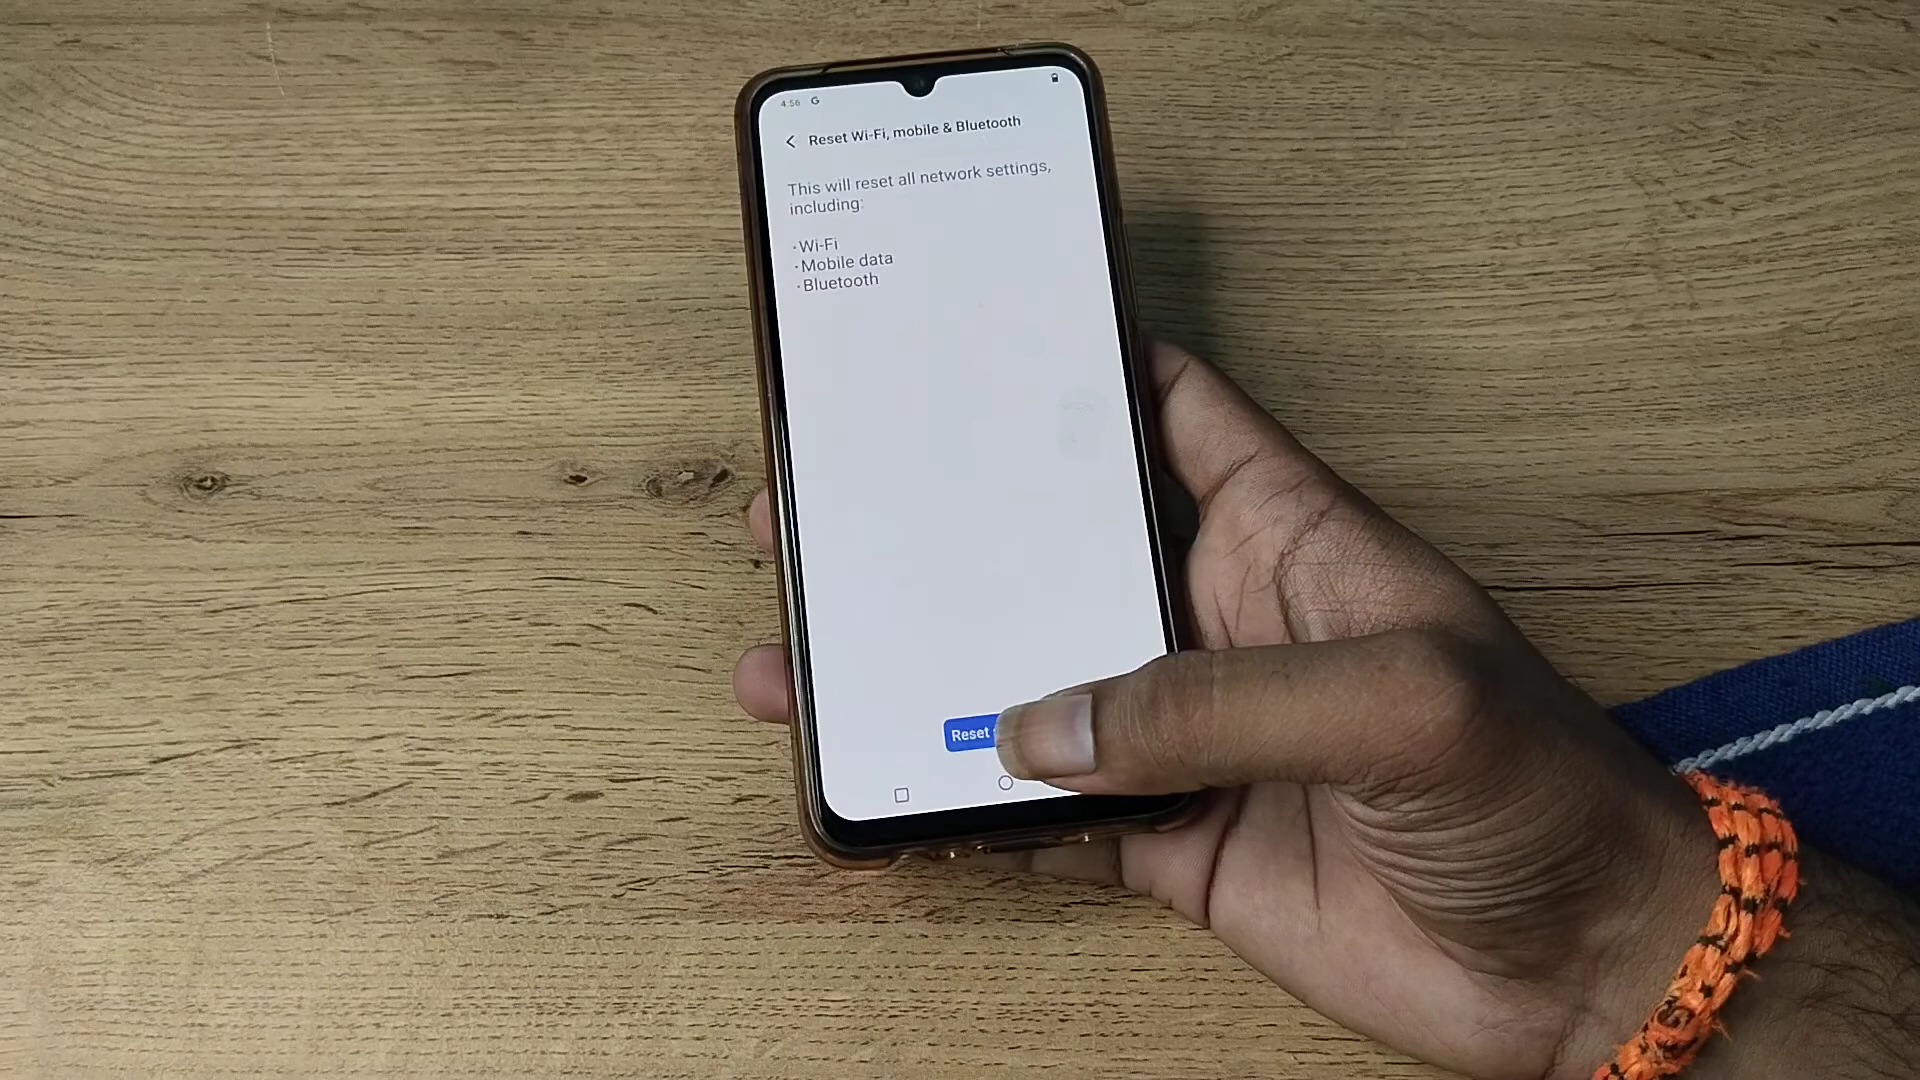 4:56 G
Reset Wi-Fi, mobile & Bluetooth
This will reset all network settings,
including:
·Wi-Fi
·Mobile data
·Bluetooth
Reset